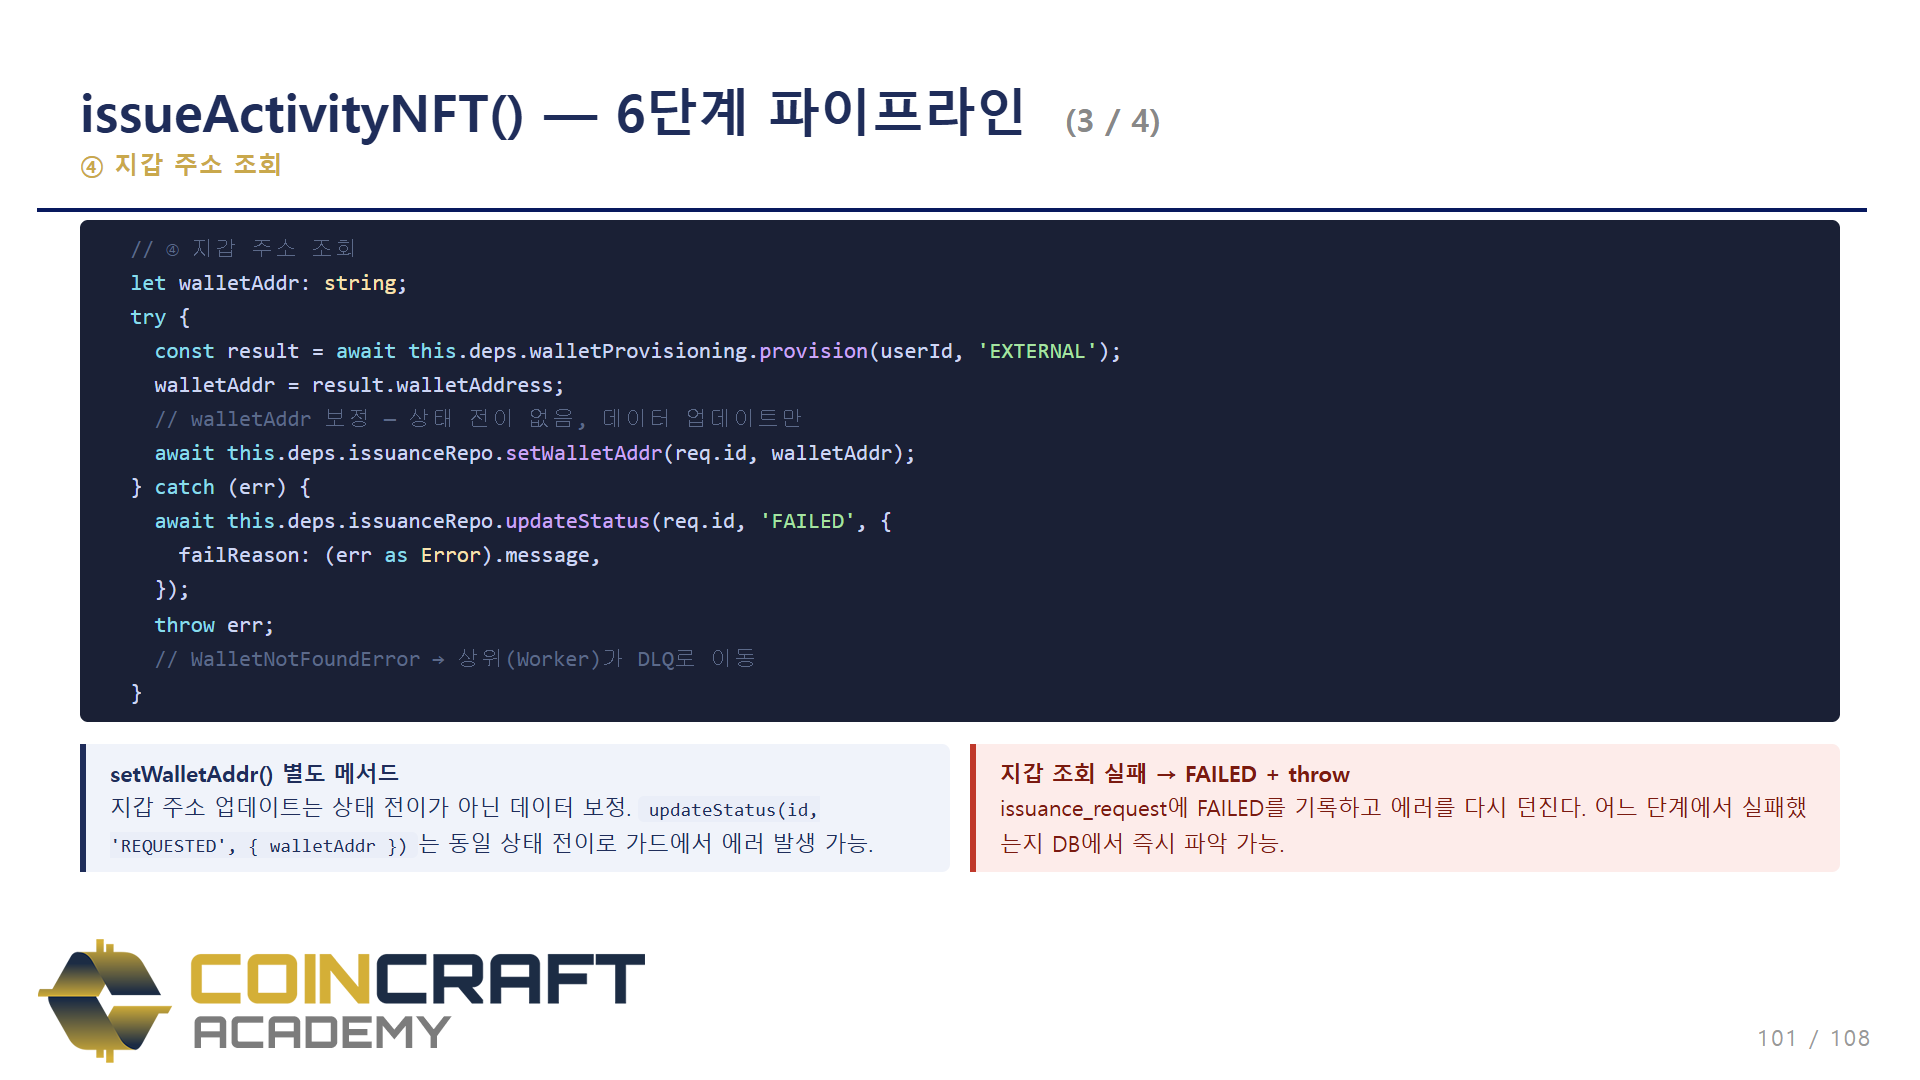 issueActivityNFT() — 6단계 파이프라인 (3 / 4)
④ 지갑 주소 조회
// ④ 지갑 주소 조회
let walletAddr: string;
try {
  const result = await this.deps.walletProvisioning.provision(userId, 'EXTERNAL');
  walletAddr = result.walletAddress;
  // walletAddr 보정 — 상태 전이 없음, 데이터 업데이트만
  await this.deps.issuanceRepo.setWalletAddr(req.id, walletAddr);
} catch (err) {
  await this.deps.issuanceRepo.updateStatus(req.id, 'FAILED', {
    failReason: (err as Error).message,
  });
  throw err;
  // WalletNotFoundError → 상위(Worker)가 DLQ로 이동
}
setWalletAddr() 별도 메서드
지갑 주소 업데이트는 상태 전이가 아닌 데이터 보정. updateStatus(id,
'REQUESTED', { walletAddr }) 는 동일 상태 전이로 가드에서 에러 발생 가능.
지갑 조회 실패 → FAILED + throw
issuance_request에 FAILED를 기록하고 에러를 다시 던진다. 어느 단계에서 실패했
는지 DB에서 즉시 파악 가능.
COINCRAFT
ACADEMY
101 / 108